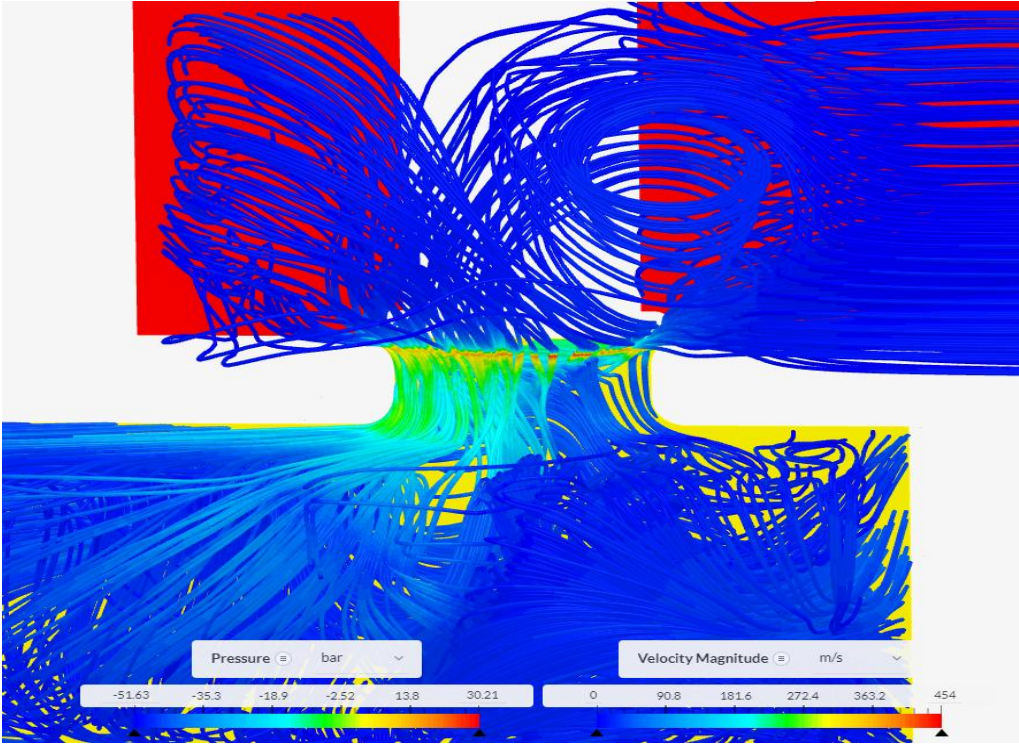 Pressure bar
Velocity Magnitude m/s
-51.63 -35.3 -18.9 -2.52 13.8 30.21
0 90.8 181.6 272.4 363.2 454